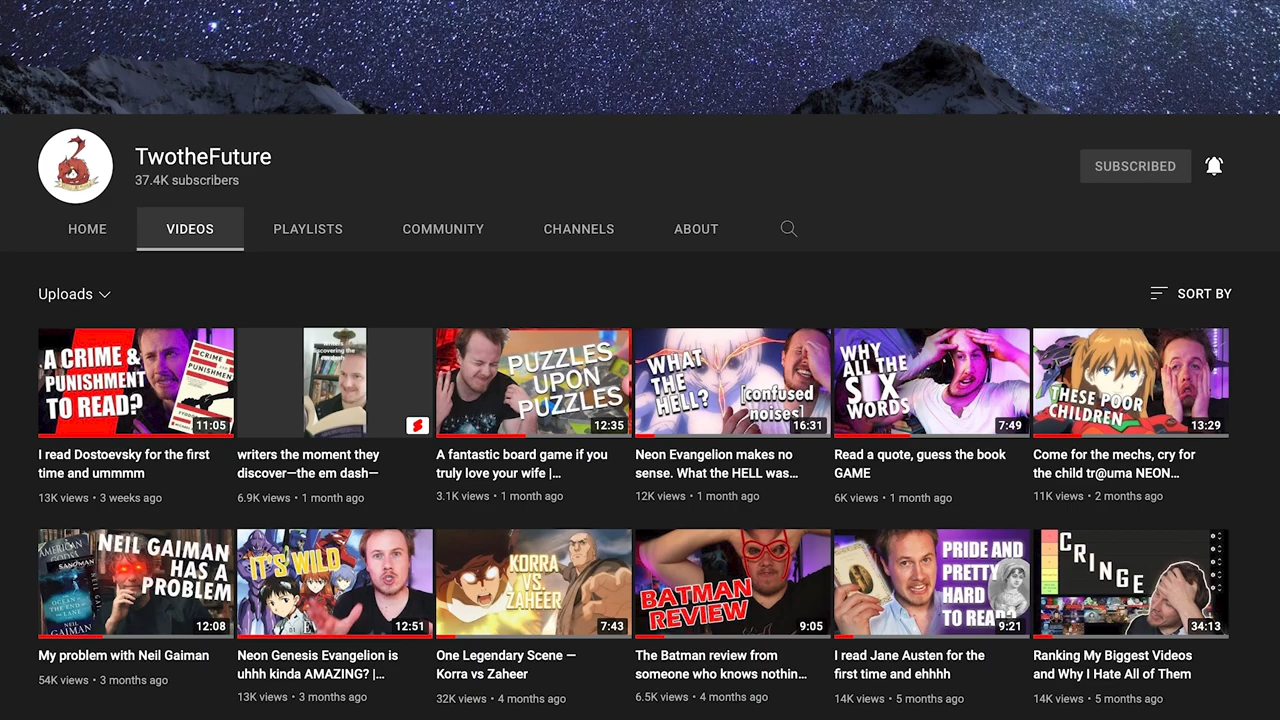 TwotheFuture
37.4K subscribers
SUBSCRIBED
HOME
VIDEOS
PLAYLISTS
COMMUNITY
CHANNELS
ABOUT
Uploads
SORT BY
A CRIME &
PUNISHMENT
TO READ?
CRIME
PUNISHMEN
11:05
PUZZLES
UPON
PUZZLES
12:35
WHAT
THE
HELL?
[confused
noises]
16:31
WHY
ALL THE
SIX
WORDS
7:49
THESE POOR
CHILDREN
13:29
I read Dostoevsky for the first
time and ummmm
13K views • 3 weeks ago
writers the moment they
discover—the em dash—
6.9K views • 1 month ago
A fantastic board game if you
truly love your wife |...
3.1K views • 1 month ago
Neon Evangelion makes no
sense. What the HELL was...
12K views • 1 month ago
Read a quote, guess the book
GAME
6K views • 1 month ago
Come for the mechs, cry for
the child tr@uma NEON...
11K views • 2 months ago
AMERICAN
GODS
SANDMAN
OCEAN
THE END
LANE
NEIL
GAIMAN
NEIL GAIMAN
HAS A
PROBLEM
12:08
IT'S WILD
12:51
KORRA
VS.
ZAHEER
7:43
BATMAN
REVIEW
9:05
PRIDE AND
PRETTY
HARD
TO READ?
9:21
CRINGE
34:13
My problem with Neil Gaiman
54K views • 3 months ago
Neon Genesis Evangelion is
uhhh kinda AMAZING? |...
13K views • 3 months ago
One Legendary Scene —
Korra vs Zaheer
32K views • 4 months ago
The Batman review from
someone who knows nothin...
6.5K views • 4 months ago
I read Jane Austen for the
first time and ehhhh
14K views • 5 months ago
Ranking My Biggest Videos
and Why I Hate All of Them
14K views • 5 months ago